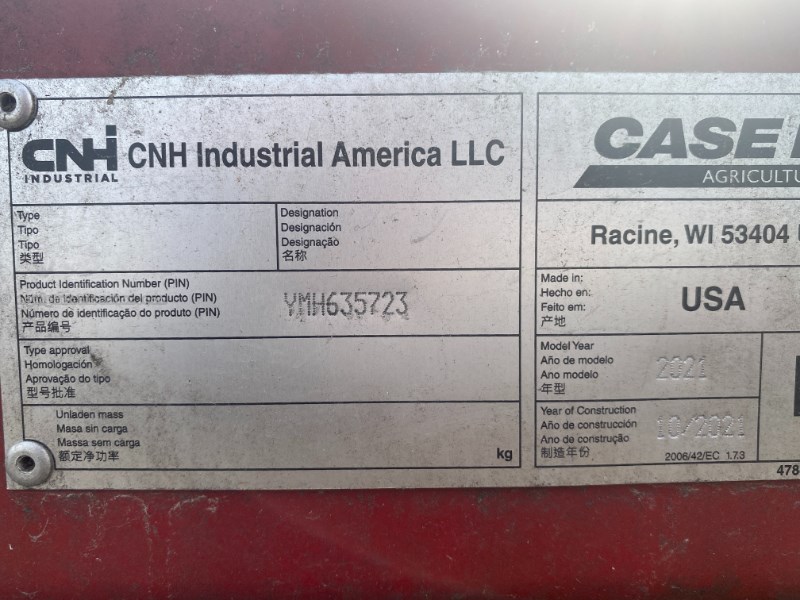 CNH
INDUSTRIAL
CNH Industrial America LLC
Type
Tipo
Tipo
类型
Designation
Designación
Designação
名称
Product Identification Number (PIN)
Núm. de identificación del producto (PIN)
Número de identificação do produto (PIN)
产品编号
YMH635723
Type approval
Homologación
Aprovação do tipo
型号批准
Unladen mass
Masa sin carga
Massa sem carga
额定净功率
kg
CASE
AGRICULTU
Racine, WI 53404
Made in:
Hecho en:
Feito em:
产地
USA
Model Year
Año de modelo
Ano modelo
年型
2021
Year of Construction
Año de construcción
Ano de construção
制造年份
10/2021
2006/42/EC 1.7.3
478